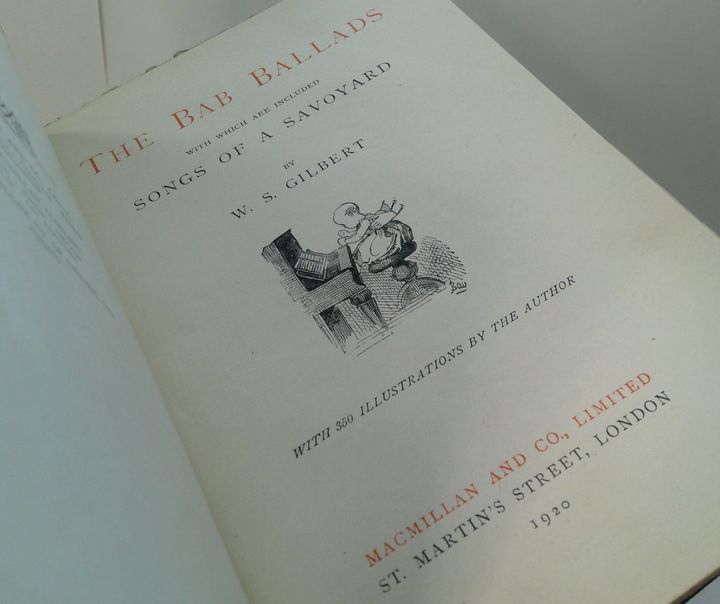 THE BAB BALLADS
WITH WHICH ARE INCLUDED
SONGS OF A SAVOYARD
BY
W. S. GILBERT
Bab
WITH 350 ILLUSTRATIONS BY THE AUTHOR
MACMILLAN AND CO., LIMITED
ST. MARTIN'S STREET, LONDON
1920